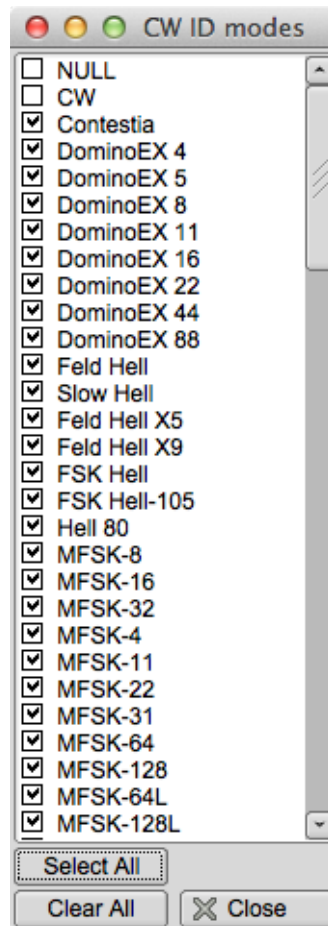 CW ID modes
NULL
CW
Contestia
DominoEX 4
DominoEX 5
DominoEX 8
DominoEX 11
DominoEX 16
DominoEX 22
DominoEX 44
DominoEX 88
Feld Hell
Slow Hell
Feld Hell X5
Feld Hell X9
FSK Hell
FSK Hell-105
Hell 80
MFSK-8
MFSK-16
MFSK-32
MFSK-4
MFSK-11
MFSK-22
MFSK-31
MFSK-64
MFSK-128
MFSK-64L
MFSK-128L
Select All
Clear All
Close